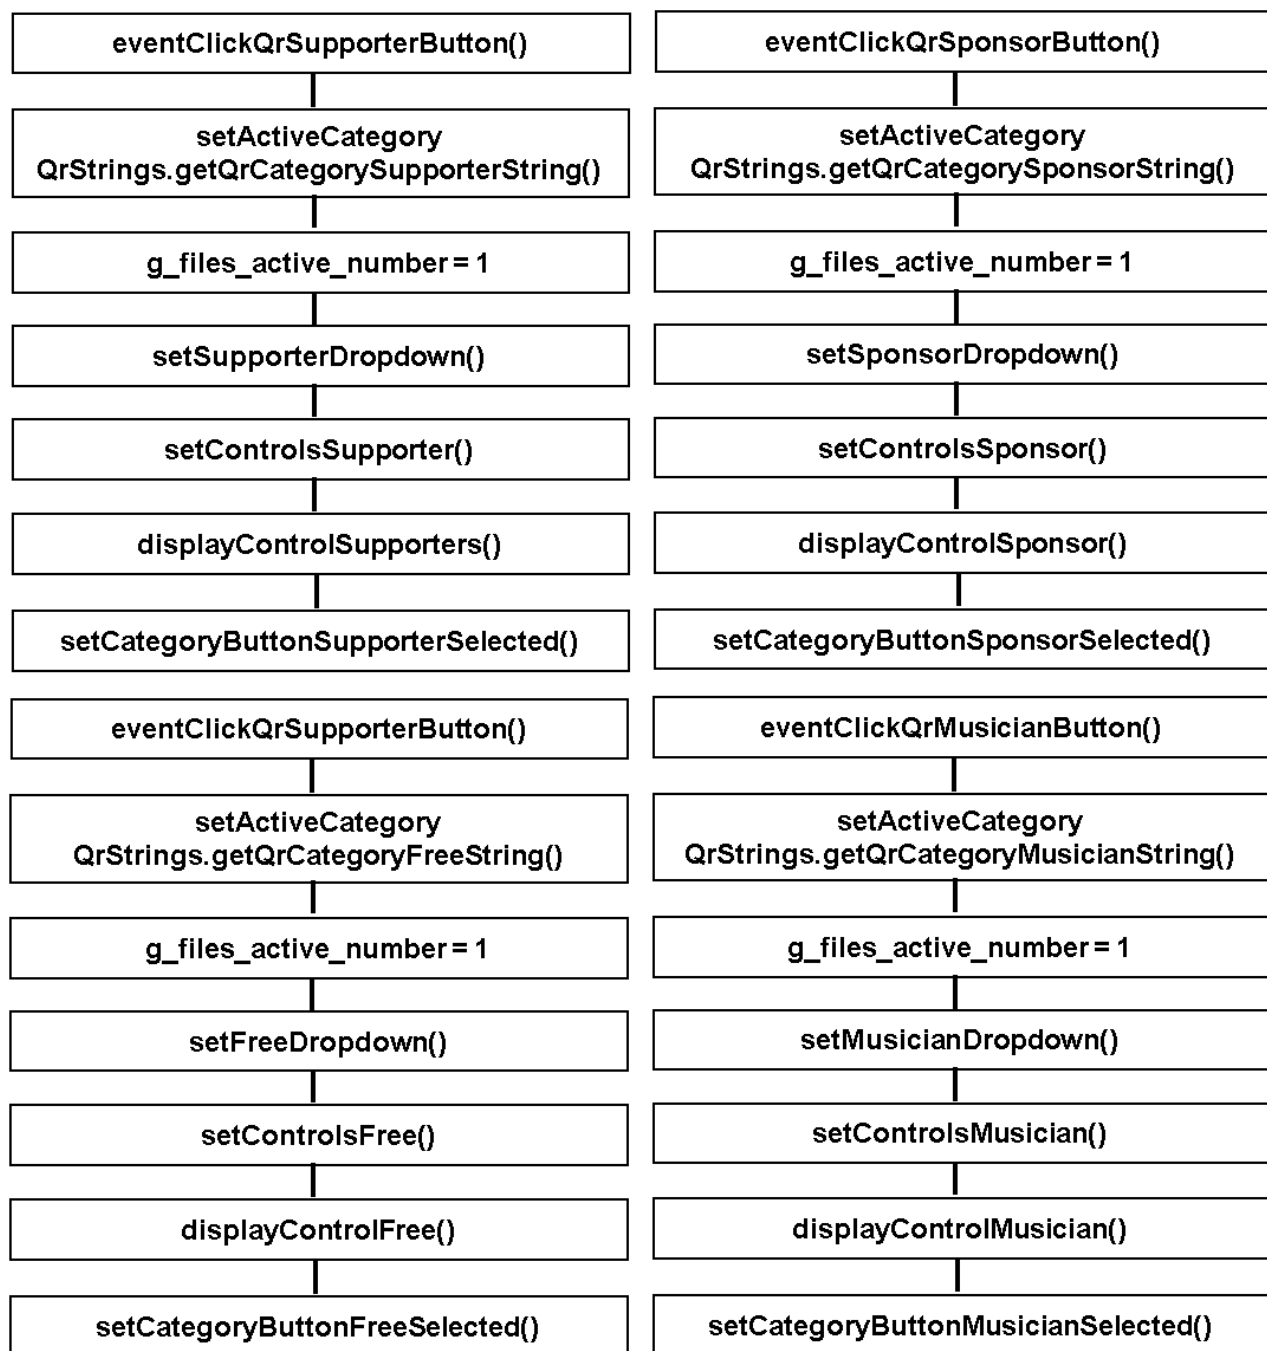 eventClickQrSupporterButton()
setActiveCategory
QrStrings.getQrCategorySupporterString()
g_files_active_number = 1
setSupporterDropdown()
setControlsSupporter()
displayControlSupporters()
setCategoryButtonSupporterSelected()
eventClickQrSponsorButton()
setActiveCategory
QrStrings.getQrCategorySponsorString()
g_files_active_number = 1
setSponsorDropdown()
setControlsSponsor()
displayControlSponsor()
setCategoryButtonSponsorSelected()
eventClickQrSupporterButton()
setActiveCategory
QrStrings.getQrCategoryFreeString()
g_files_active_number = 1
setFreeDropdown()
setControlsFree()
displayControlFree()
setCategoryButtonFreeSelected()
eventClickQrMusicianButton()
setActiveCategory
QrStrings.getQrCategoryMusicianString()
g_files_active_number = 1
setMusicianDropdown()
setControlsMusician()
displayControlMusician()
setCategoryButtonMusicianSelected()